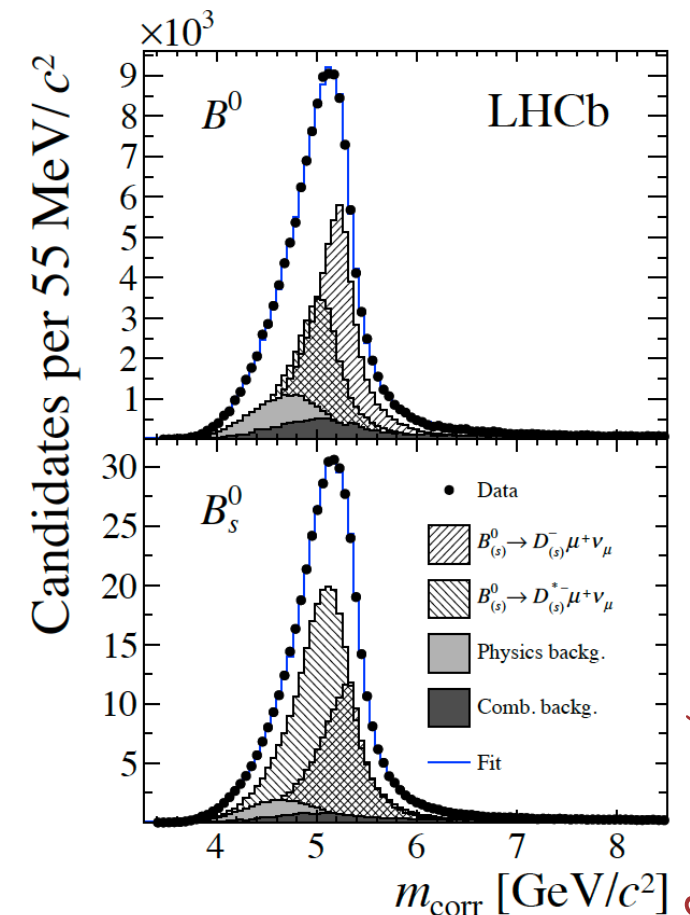 ×10³
Candidates per 55 MeV/c²
B⁰
LHCb
9
8
7
6
5
4
3
2
1
B⁰ₛ
30
25
20
15
10
5
Data
B⁰₍ₛ₎ → D⁻₍ₛ₎ μ⁺ν_μ
B⁰₍ₛ₎ → D*⁻₍ₛ₎ μ⁺ν_μ
Physics backg.
Comb. backg.
Fit
4 5 6 7 8
m_corr [GeV/c²]